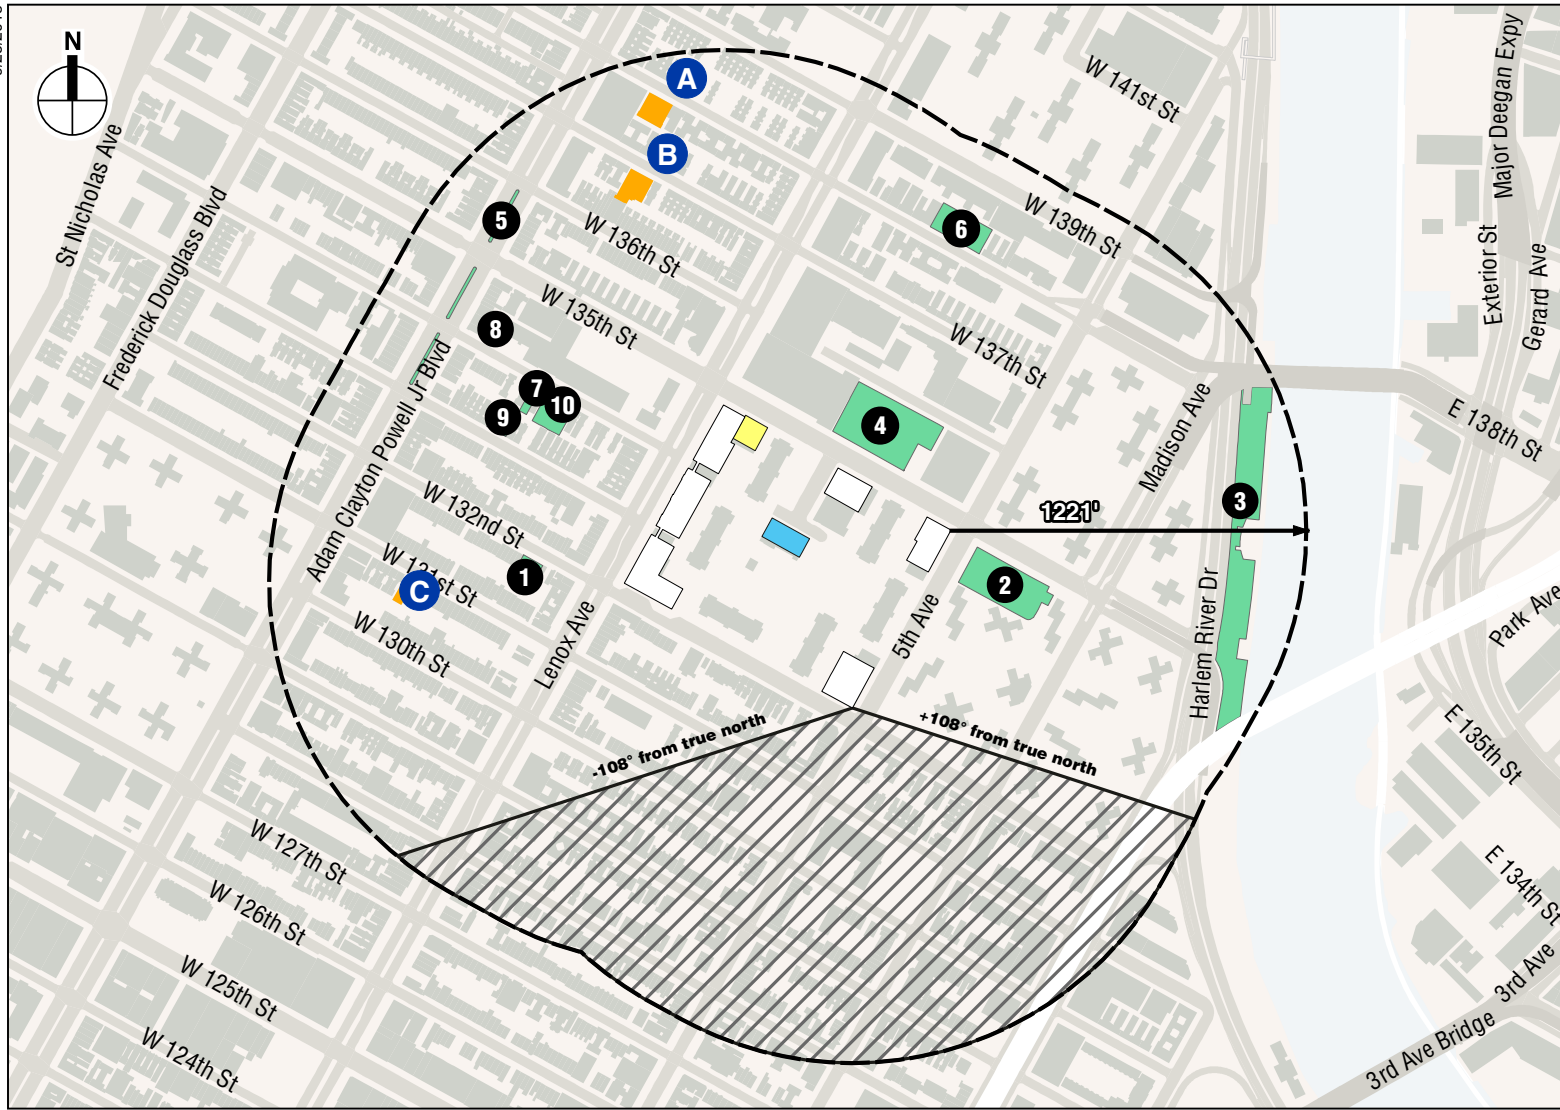 N
A
B
W 141st St
Major Deegan Expy
St Nicholas Ave
Frederick Douglass Blvd
5
W 136th St
6
W 139th St
Exterior St
Gerard Ave
8
W 135th St
W 137th St
7
10
9
Adam Clayton Powell Jr Blvd
4
Madison Ave
E 138th St
W 132nd St
3
1221'
W 131st St
C
1
2
W 130th St
Lenox Ave
5th Ave
Harlem River Dr
Park Ave
-108° from true north
+108° from true north
E 135th St
W 127th St
W 126th St
E 134th St
W 125th St
3rd Ave
W 124th St
3rd Ave Bridge